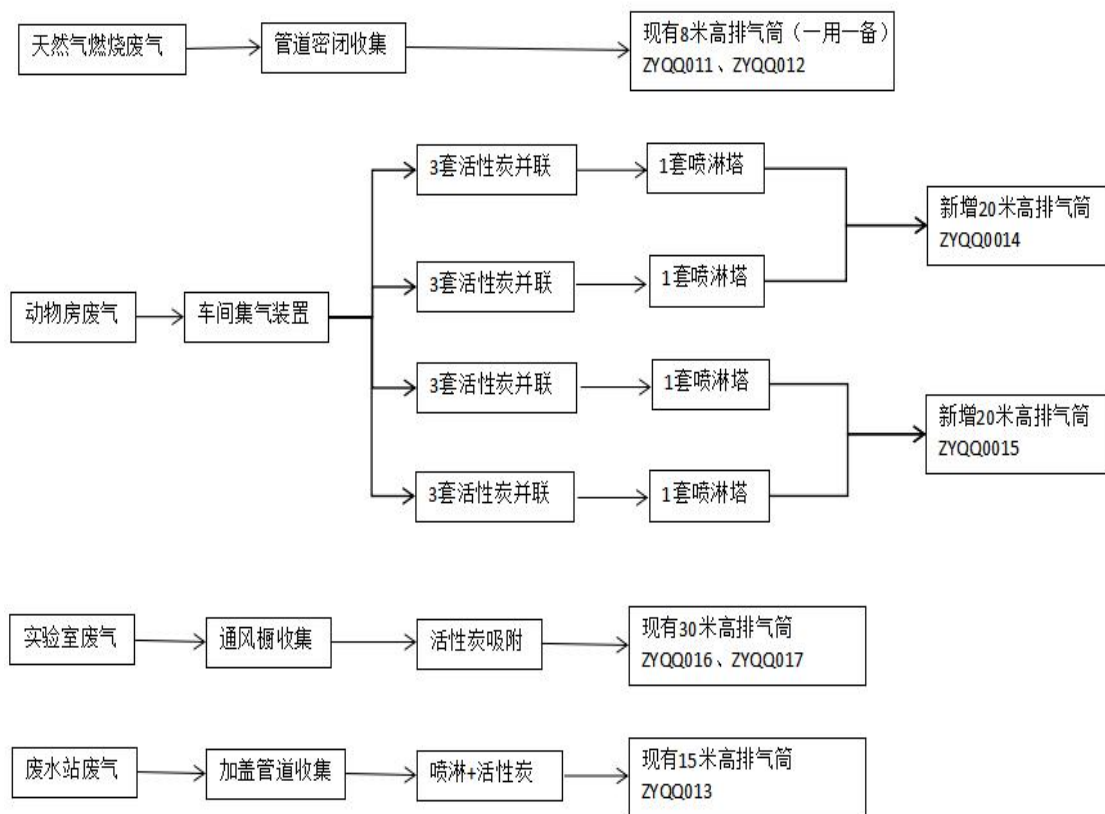 天然气燃烧废气
管道密闭收集
现有8米高排气筒（一用一备）
ZYQQ011、ZYQQ012
3套活性炭并联
1套喷淋塔
新增20米高排气筒
ZYQQ0014
3套活性炭并联
1套喷淋塔
动物房废气
车间集气装置
3套活性炭并联
1套喷淋塔
新增20米高排气筒
ZYQQ0015
3套活性炭并联
1套喷淋塔
实验室废气
通风橱收集
活性炭吸附
现有30米高排气筒
ZYQQ016、ZYQQ017
废水站废气
加盖管道收集
喷淋+活性炭
现有15米高排气筒
ZYQQ013